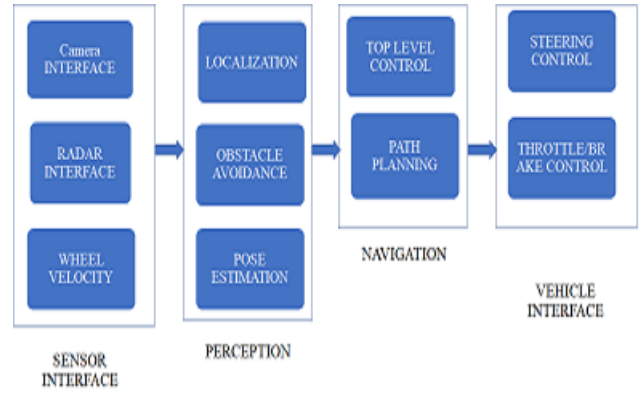 Camera
INTERFACE
RADAR
INTERFACE
WHEEL
VELOCITY
SENSOR
INTERFACE
LOCALIZATION
OBSTACLE
AVOIDANCE
POSE
ESTIMATION
PERCEPTION
TOP LEVEL
CONTROL
PATH
PLANNING
NAVIGATION
STEERING
CONTROL
THROTTLE/BR
AKE CONTROL
VEHICLE
INTERFACE